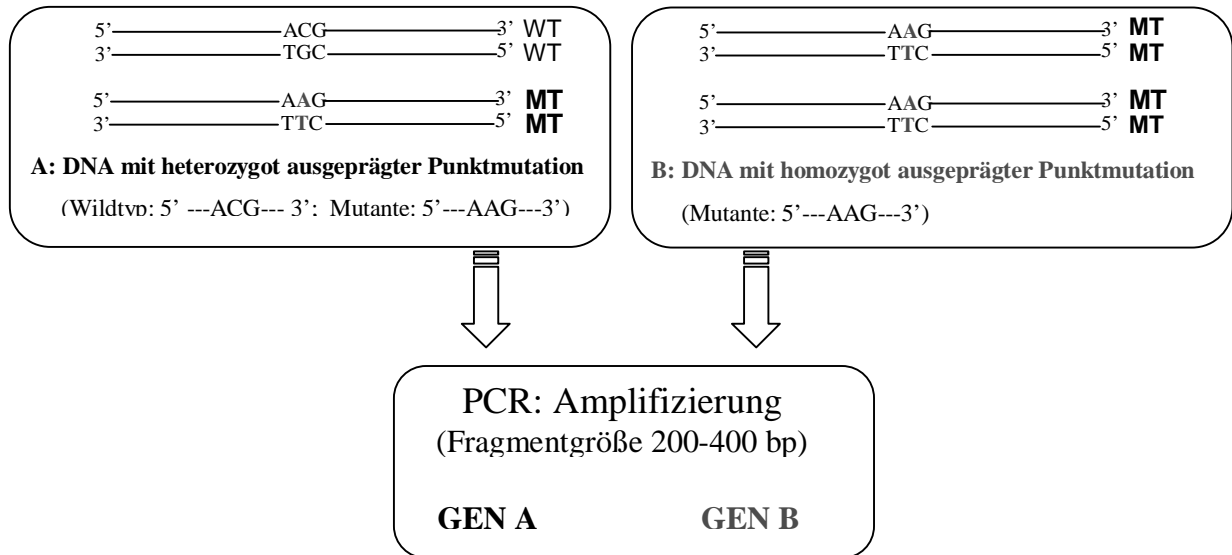 5’ ACG 3’ WT
3’ TGC 5’ WT
5’ AAG 3’ MT
3’ TTC 5’ MT
A: DNA mit heterozygot ausgeprägter Punktmutation
(Wildtyp: 5’ ---ACG--- 3’; Mutante: 5’---AAG---3’)
5’ AAG 3’ MT
3’ TTC 5’ MT
5’ AAG 3’ MT
3’ TTC 5’ MT
B: DNA mit homozygot ausgeprägter Punktmutation
(Mutante: 5’---AAG---3’)
PCR: Amplifizierung
(Fragmentgröße 200-400 bp)
GEN A GEN B